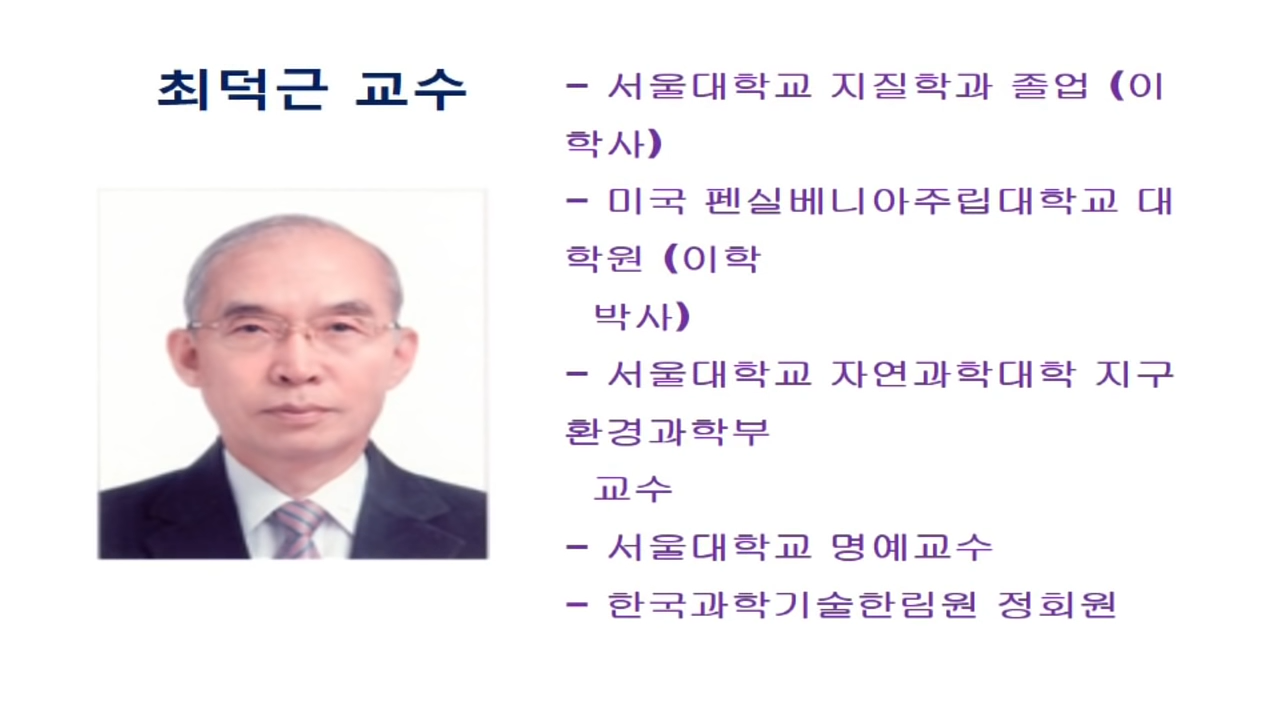 최덕근 교수
– 서울대학교 지질학과 졸업 (이
학사)
– 미국 펜실베니아주립대학교 대
학원 (이학
박사)
– 서울대학교 자연과학대학 지구
환경과학부
교수
– 서울대학교 명예교수
– 한국과학기술한림원 정회원